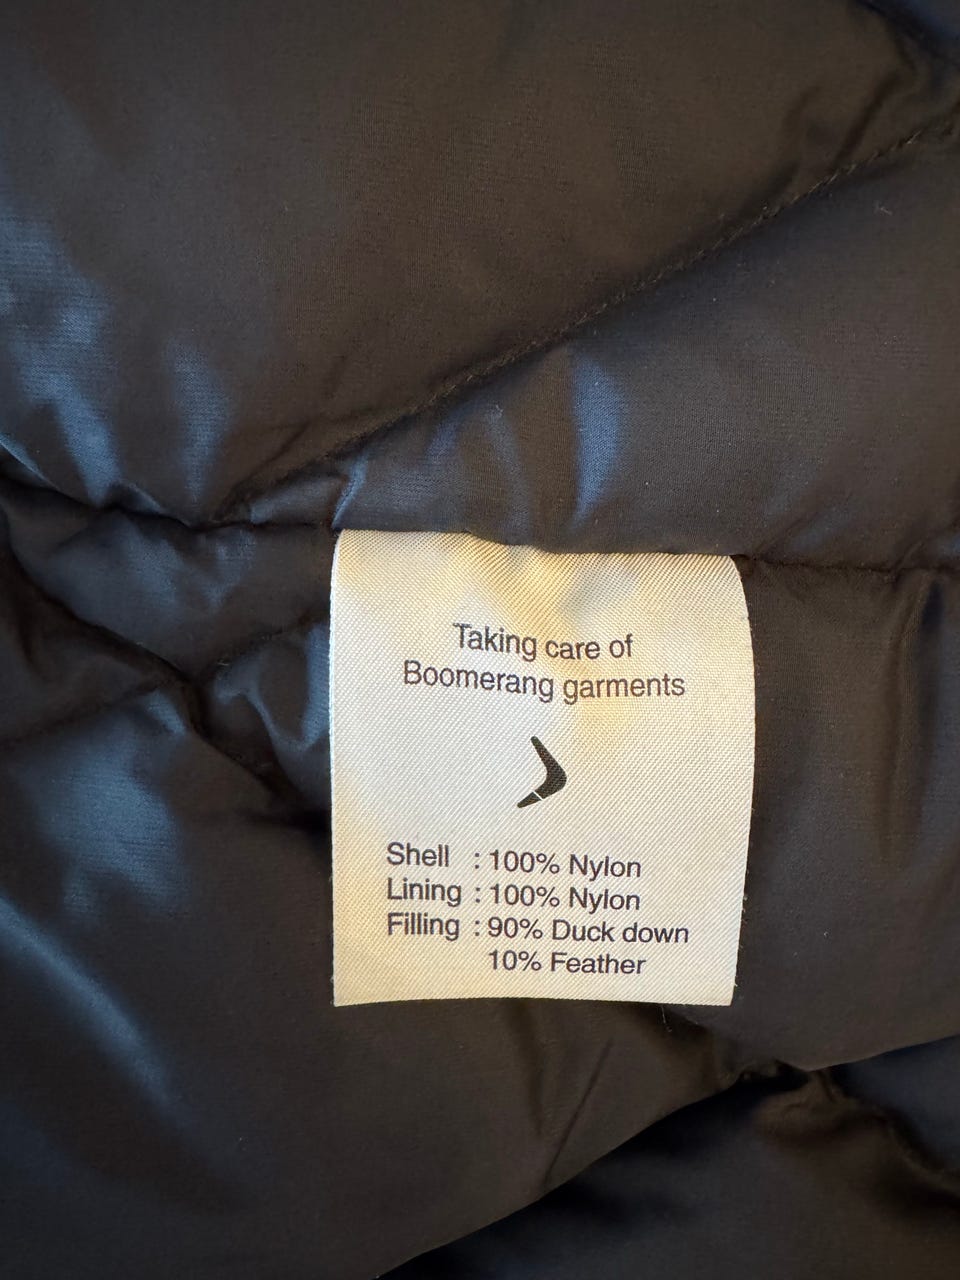 Taking care of
Boomerang garments
Shell : 100% Nylon
Lining : 100% Nylon
Filling : 90% Duck down
10% Feather